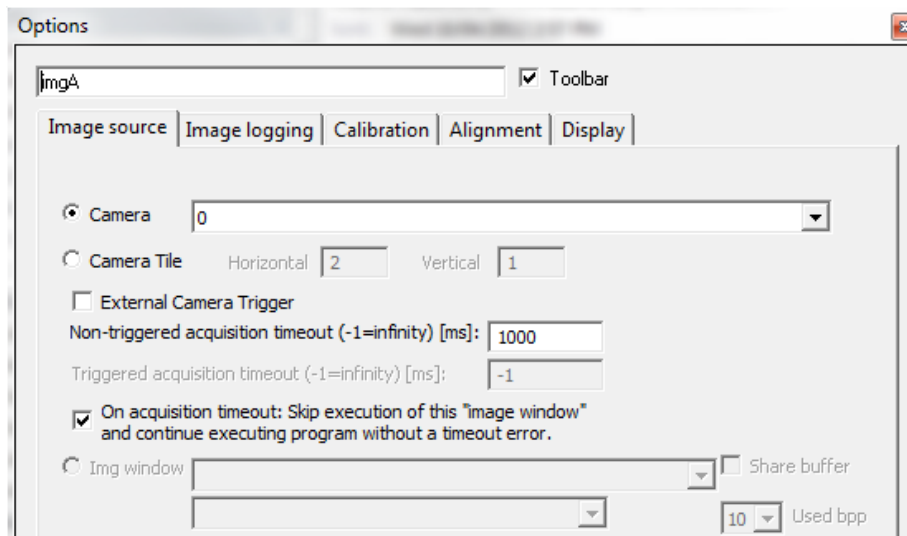 Options
imgA Toolbar
Image source Image logging Calibration Alignment Display
Camera 0
Camera Tile Horizontal 2 Vertical 1
External Camera Trigger
Non-triggered acquisition timeout (-1=infinity) [ms]: 1000
Triggered acquisition timeout (-1=infinity) [ms]: -1
On acquisition timeout: Skip execution of this "image window"
and continue executing program without a timeout error.
Img window Share buffer
10 Used bpp